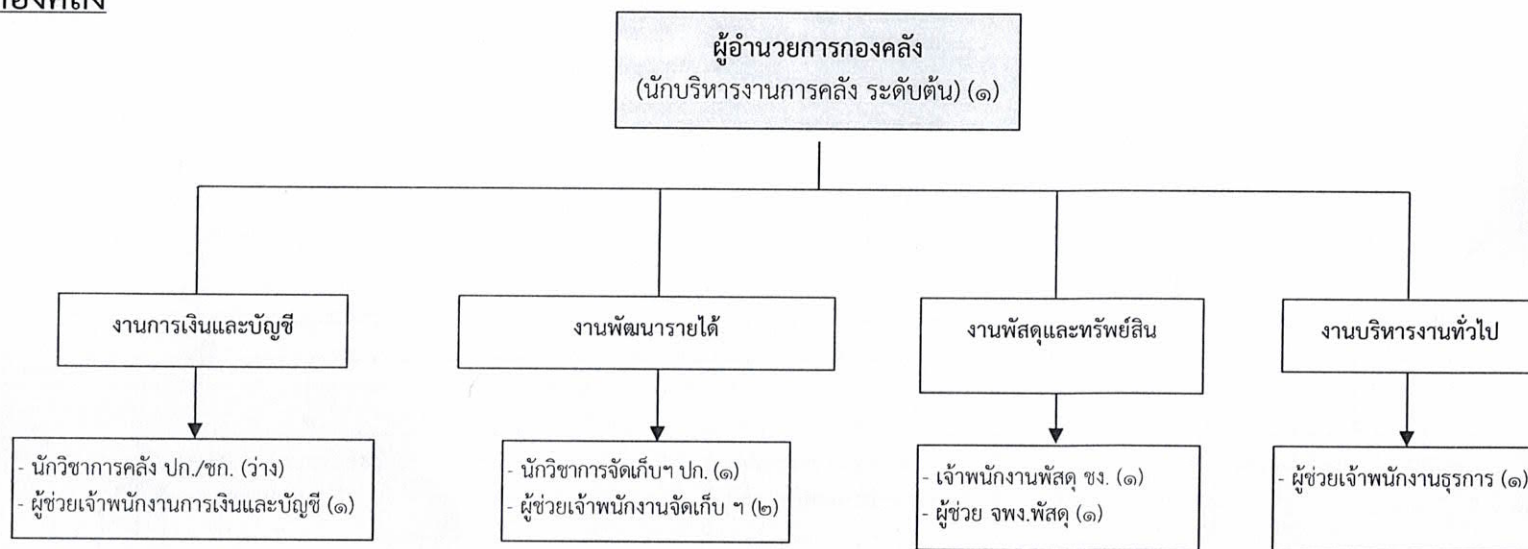 กองคลัง
ผู้อำนวยการกองคลัง
(นักบริหารงานการคลัง ระดับต้น) (๑)
งานการเงินและบัญชี
งานพัฒนารายได้
งานพัสดุและทรัพย์สิน
งานบริหารงานทั่วไป
- นักวิชาการคลัง ปก./ชก. (ว่าง)
- ผู้ช่วยเจ้าพนักงานการเงินและบัญชี (๑)
- นักวิชาการจัดเก็บฯ ปก. (๑)
- ผู้ช่วยเจ้าพนักงานจัดเก็บ ฯ (๒)
- เจ้าพนักงานพัสดุ ชง. (๑)
- ผู้ช่วย จพง.พัสดุ (๑)
- ผู้ช่วยเจ้าพนักงานธุรการ (๑)